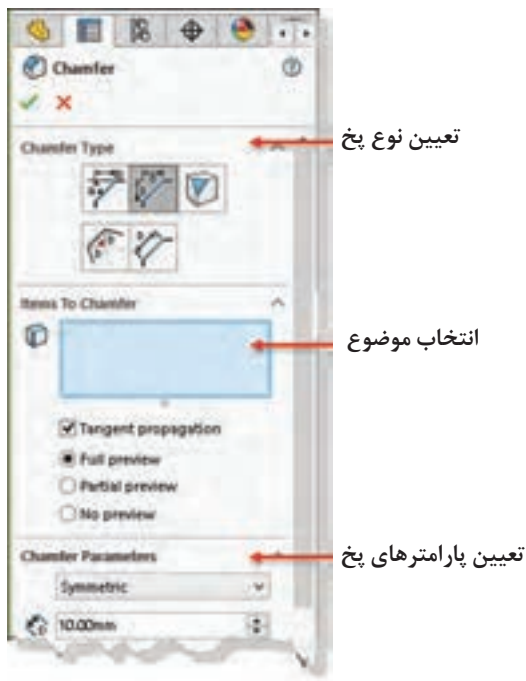 Chamfer
Chamfer Type
تعیین نوع پخ
Items To Chamfer
انتخاب موضوع
Tangent propagation
Full preview
Partial preview
No preview
Chamfer Parameters
تعیین پارامترهای پخ
Symmetric
10.00mm